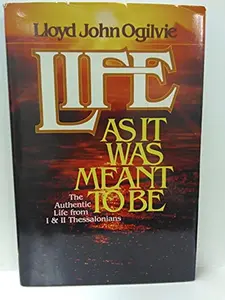 Lloyd John Ogilvie
LIFE
AS IT
WAS
MEANT
TO BE
The
Authentic
Life from
I & II Thessalonians